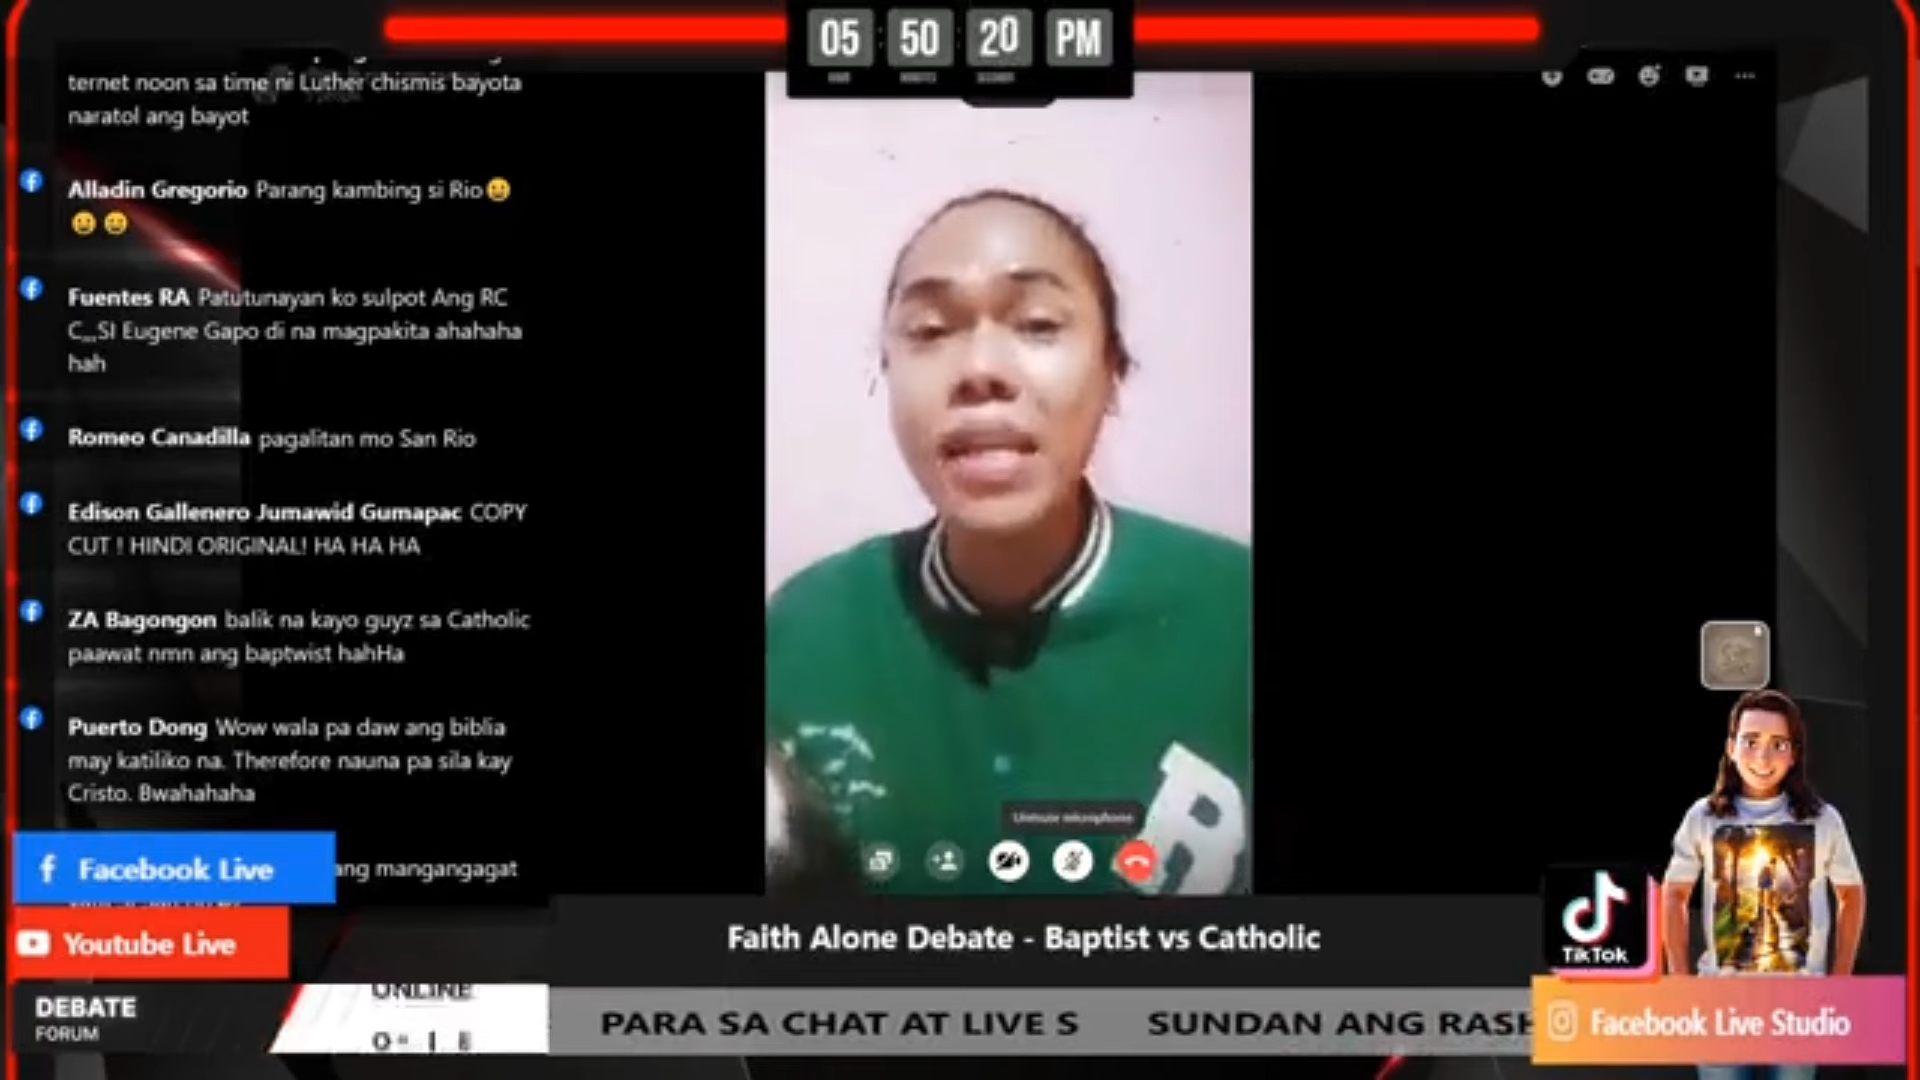 05 50 20 PM
ternet noon sa time ni Luther chismis bayota
naratol ang bayot
Alladin Gregorio Parang kambing si Rio😀
😀😀
Fuentes RA Patutunayan ko sulpot Ang RC
C,,,SI Eugene Gapo di na magpakita ahahaha
hah
Romeo Canadilla pagalitan mo San Rio
Edison Gallenero Jumawid Gumapac COPY
CUT ! HINDI ORIGINAL! HA HA HA
ZA Bagongon balik na kayo guyz sa Catholic
paawat nmn ang baptwist hahHa
Puerto Dong Wow wala pa daw ang biblia
may katiliko na. Therefore nauna pa sila kay
Cristo. Bwahahaha
ang mangangagat
Unmute microphone
Facebook Live
Youtube Live
Faith Alone Debate - Baptist vs Catholic
TikTok
DEBATE
FORUM
ONLINE
PARA SA CHAT AT LIVE S SUNDAN ANG RASH
Facebook Live Studio